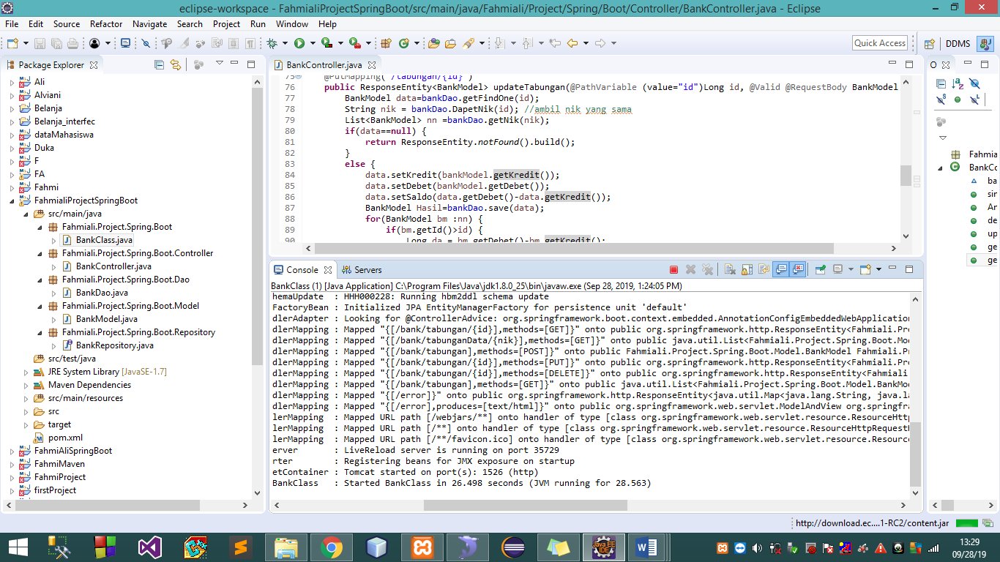 eclipse-workspace - FahmialiProjectSpringBoot/src/main/java/Fahmiali/Project/Spring/Boot/Controller/BankController.java - Eclipse
File Edit Source Refactor Navigate Search Project Run Window Help
Quick Access
DDMS
Package Explorer
Ali
Alviani
Belanja
Belanja_interfec
dataMahasiswa
Duka
F
FA
Fahmi
FahmialiProjectSpringBoot
src/main/java
Fahmiali.Project.Spring.Boot
BankClass.java
Fahmiali.Project.Spring.Boot.Controller
BankController.java
Fahmiali.Project.Spring.Boot.Dao
BankDao.java
Fahmiali.Project.Spring.Boot.Model
BankModel.java
Fahmiali.Project.Spring.Boot.Repository
BankRepository.java
src/test/java
JRE System Library [JavaSE-1.7]
Maven Dependencies
src/main/resources
src
target
pom.xml
FahmiAliSpringBoot
FahmiMaven
FahmiProject
firstProject
BankController.java
75 @PutMapping("/tabungan/{id}")
76 public ResponseEntity<BankModel> updateTabungan(@PathVariable (value="id")Long id, @Valid @RequestBody BankModel
77 BankModel data=bankDao.getFindOne(id);
78 String nik = bankDao.DapetNik(id); //ambil nik yang sama
79 List<BankModel> nn =bankDao.getNik(nik);
80 if(data==null) {
81 return ResponseEntity.notFound().build();
82 }
83 else {
84 data.setKredit(bankModel.getKredit());
85 data.setDebet(bankModel.getDebet());
86 data.setSaldo(data.getDebet()-data.getKredit());
87 BankModel Hasil=bankDao.save(data);
88 for(BankModel bm :nn) {
89 if(bm.getId()>id) {
90 Long da = bm.getDebet()-bm.getKredit();
Console Servers
BankClass (1) [Java Application] C:\Program Files\Java\jdk1.8.0_25\bin\javaw.exe (Sep 28, 2019, 1:24:05 PM)
hemaUpdate : HHH000228: Running hbm2ddl schema update
FactoryBean : Initialized JPA EntityManagerFactory for persistence unit 'default'
dlerAdapter : Looking for @ControllerAdvice: org.springframework.boot.context.embedded.AnnotationConfigEmbeddedWebApplication
dlerMapping : Mapped "{[/bank/tabungan/{id}],methods=[GET]}" onto public org.springframework.http.ResponseEntity<Fahmiali.Pr
dlerMapping : Mapped "{[/bank/tabunganData/{nik}],methods=[GET]}" onto public java.util.List<Fahmiali.Project.Spring.Boot.Mo
dlerMapping : Mapped "{[/bank/tabungan],methods=[POST]}" onto public Fahmiali.Project.Spring.Boot.Model.BankModel Fahmiali.P
dlerMapping : Mapped "{[/bank/tabungan/{id}],methods=[PUT]}" onto public org.springframework.http.ResponseEntity<Fahmiali.Pr
dlerMapping : Mapped "{[/bank/tabungan/{id}],methods=[DELETE]}" onto public org.springframework.http.ResponseEntity<Fahmiali
dlerMapping : Mapped "{[/bank/tabungan],methods=[GET]}" onto public java.util.List<Fahmiali.Project.Spring.Boot.Model.BankMo
dlerMapping : Mapped "{[/error]}" onto public org.springframework.http.ResponseEntity<java.util.Map<java.lang.String, java.la
dlerMapping : Mapped "{[/error],produces=[text/html]}" onto public org.springframework.web.servlet.ModelAndView org.springfr
lerMapping : Mapped URL path [/webjars/**] onto handler of type [class org.springframework.web.servlet.resource.ResourceHttp
lerMapping : Mapped URL path [/**] onto handler of type [class org.springframework.web.servlet.resource.ResourceHttpRequest
lerMapping : Mapped URL path [/**/favicon.ico] onto handler of type [class org.springframework.web.servlet.resource.Resource
erver : LiveReload server is running on port 35729
rter : Registering beans for JMX exposure on startup
etContainer : Tomcat started on port(s): 1526 (http)
BankClass : Started BankClass in 26.498 seconds (JVM running for 28.563)
O
Fahmia
BankCo
ba
sin
An
de
up
ge
ge
http://download.ec....1-RC2/content.jar
Java EE
IDE
13:29
09/28/19